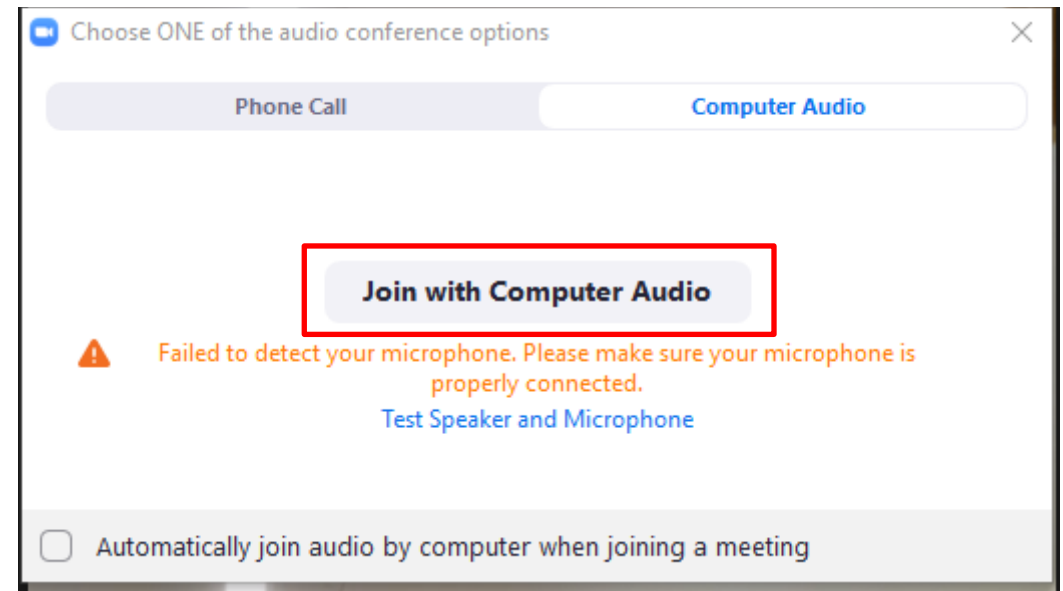 Choose ONE of the audio conference options
Phone Call
Computer Audio
Join with Computer Audio
Failed to detect your microphone. Please make sure your microphone is
properly connected.
Test Speaker and Microphone
Automatically join audio by computer when joining a meeting